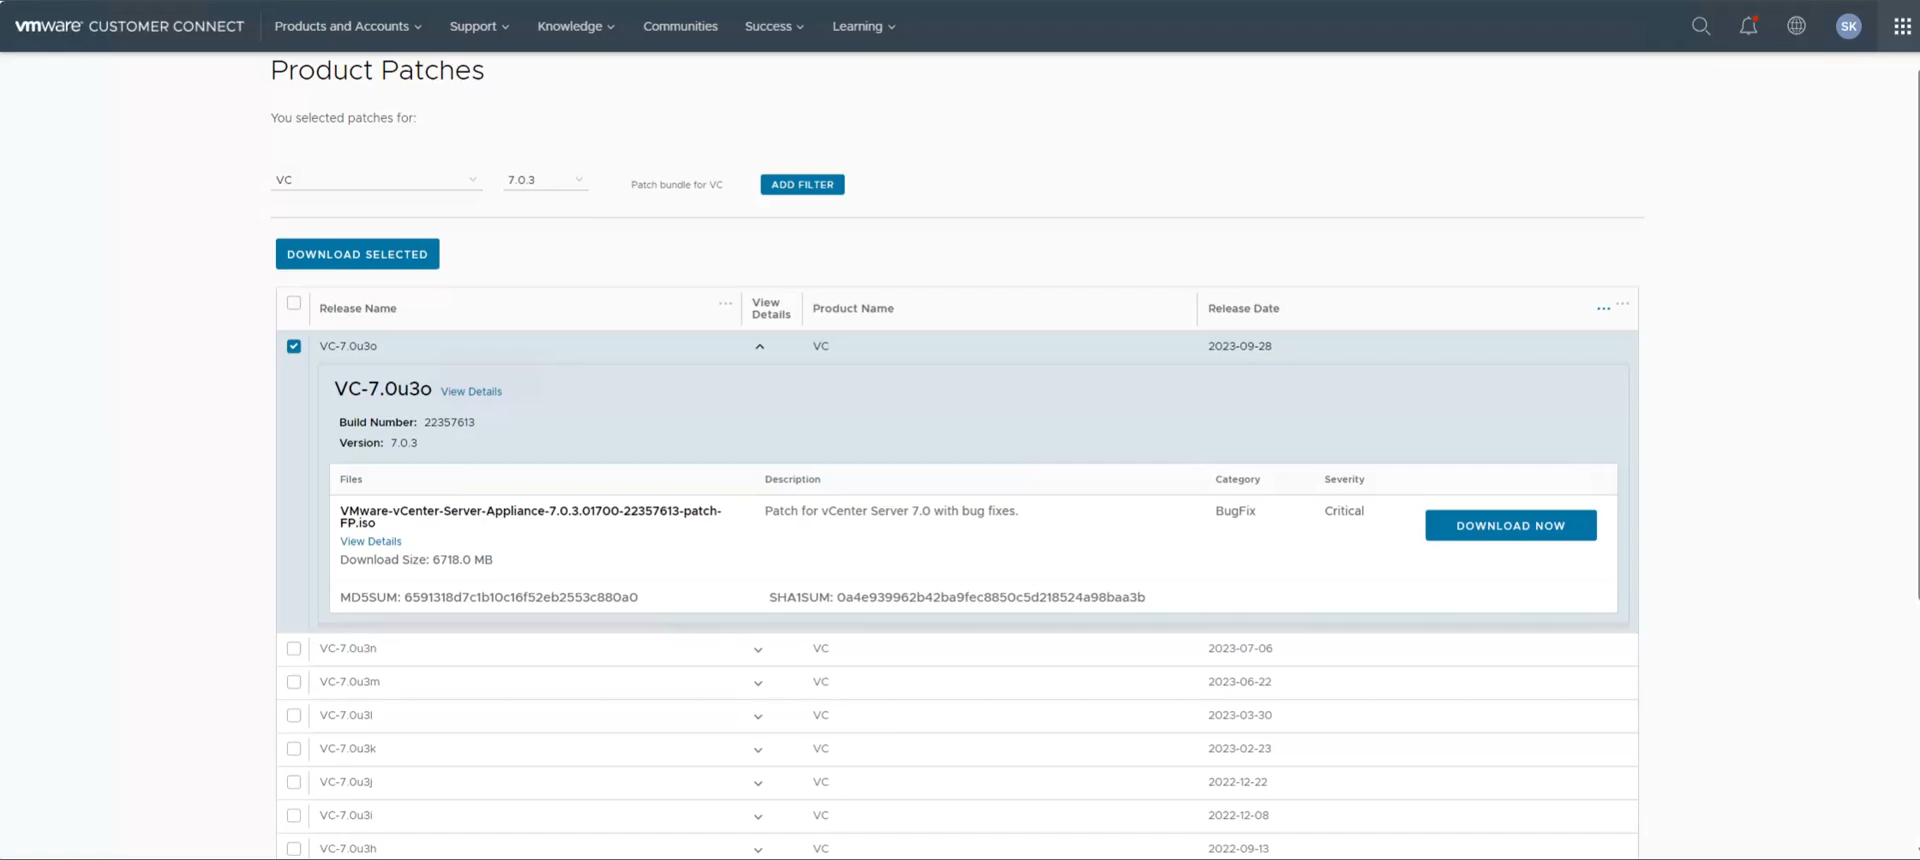 vmware® CUSTOMER CONNECT Products and Accounts Support Knowledge Communities Success Learning SK
Product Patches
You selected patches for:
VC 7.0.3 Patch bundle for VC ADD FILTER
DOWNLOAD SELECTED
Release Name ... View Details Product Name Release Date ... ...
VC-7.0u3o VC 2023-09-28
VC-7.0u3o View Details
Build Number: 22357613
Version: 7.0.3
Files Description Category Severity
VMware-vCenter-Server-Appliance-7.0.3.01700-22357613-patch-
FP.iso
Patch for vCenter Server 7.0 with bug fixes. BugFix Critical DOWNLOAD NOW
View Details
Download Size: 6718.0 MB
MD5SUM: 6591318d7c1b10c16f52eb2553c880a0 SHA1SUM: 0a4e939962b42ba9fec8850c5d218524a98baa3b
VC-7.0u3n VC 2023-07-06
VC-7.0u3m VC 2023-06-22
VC-7.0u3l VC 2023-03-30
VC-7.0u3k VC 2023-02-23
VC-7.0u3j VC 2022-12-22
VC-7.0u3i VC 2022-12-08
VC-7.0u3h VC 2022-09-13